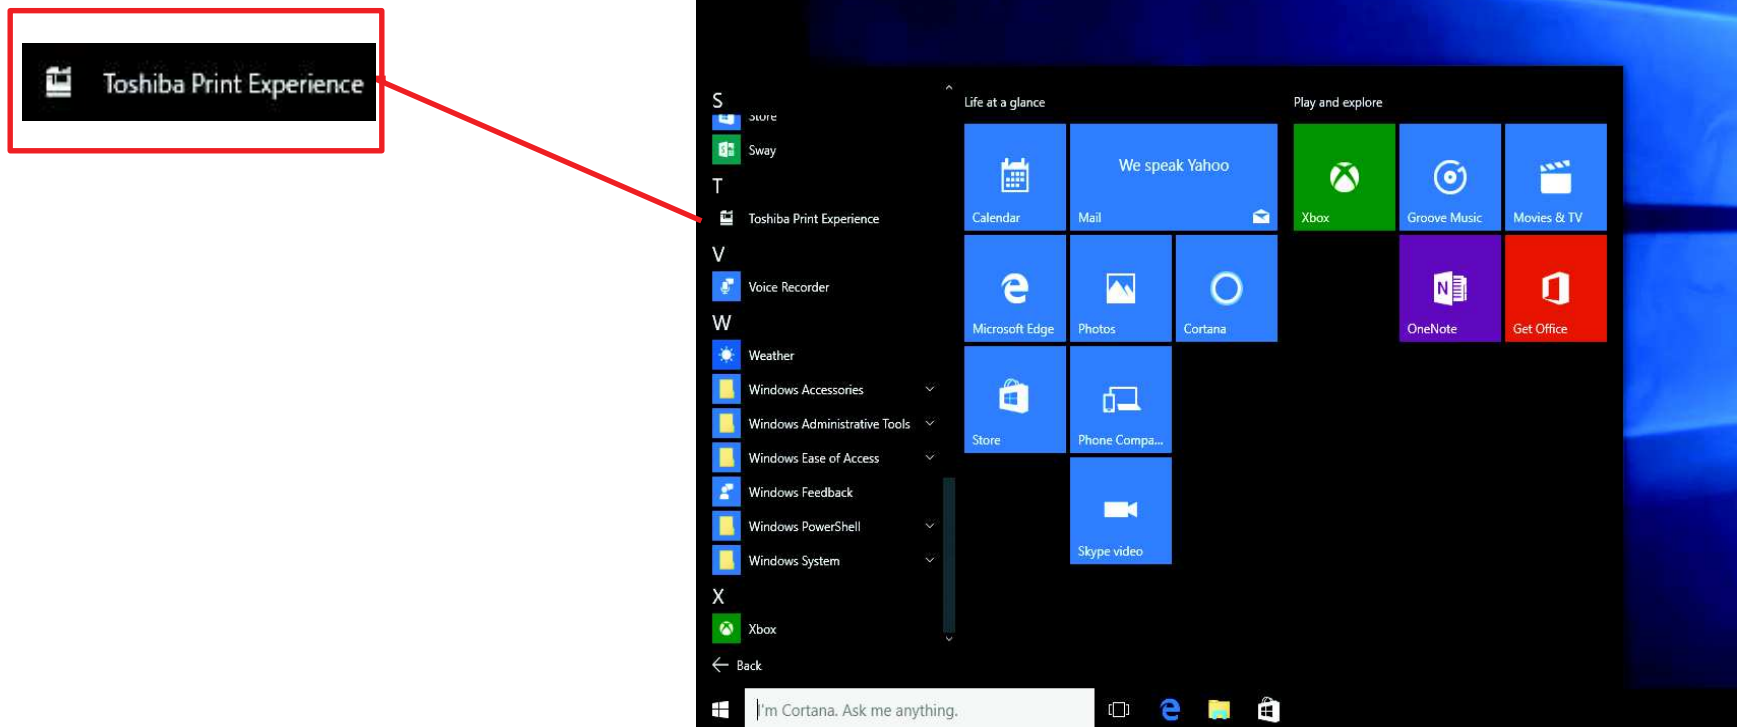 Toshiba Print Experience
S
Store
Sway
T
Toshiba Print Experience
V
Voice Recorder
W
Weather
Windows Accessories
Windows Administrative Tools
Windows Ease of Access
Windows Feedback
Windows PowerShell
Windows System
X
Xbox
Back
Life at a glance
Calendar
We speak Yahoo
Mail
Microsoft Edge
Photos
Cortana
Store
Phone Compa...
Skype video
Play and explore
Xbox
Groove Music
Movies & TV
OneNote
Get Office
I'm Cortana. Ask me anything.